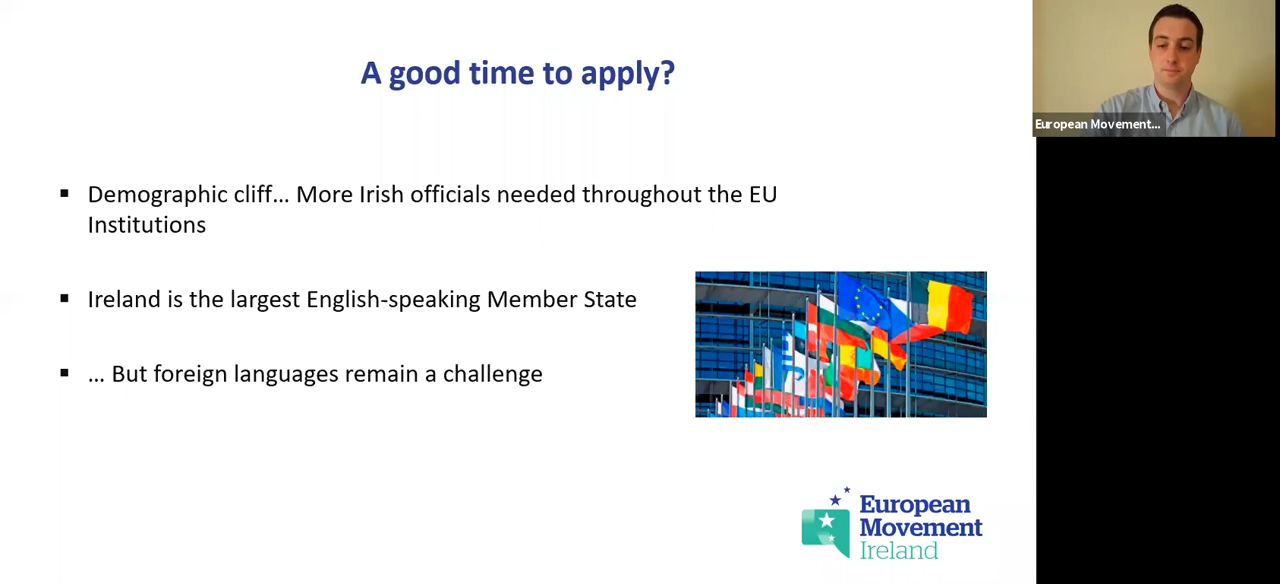 A good time to apply?
▪ Demographic cliff… More Irish officials needed throughout the EU
Institutions
▪ Ireland is the largest English-speaking Member State
▪ … But foreign languages remain a challenge
European
Movement
Ireland
European Movement...